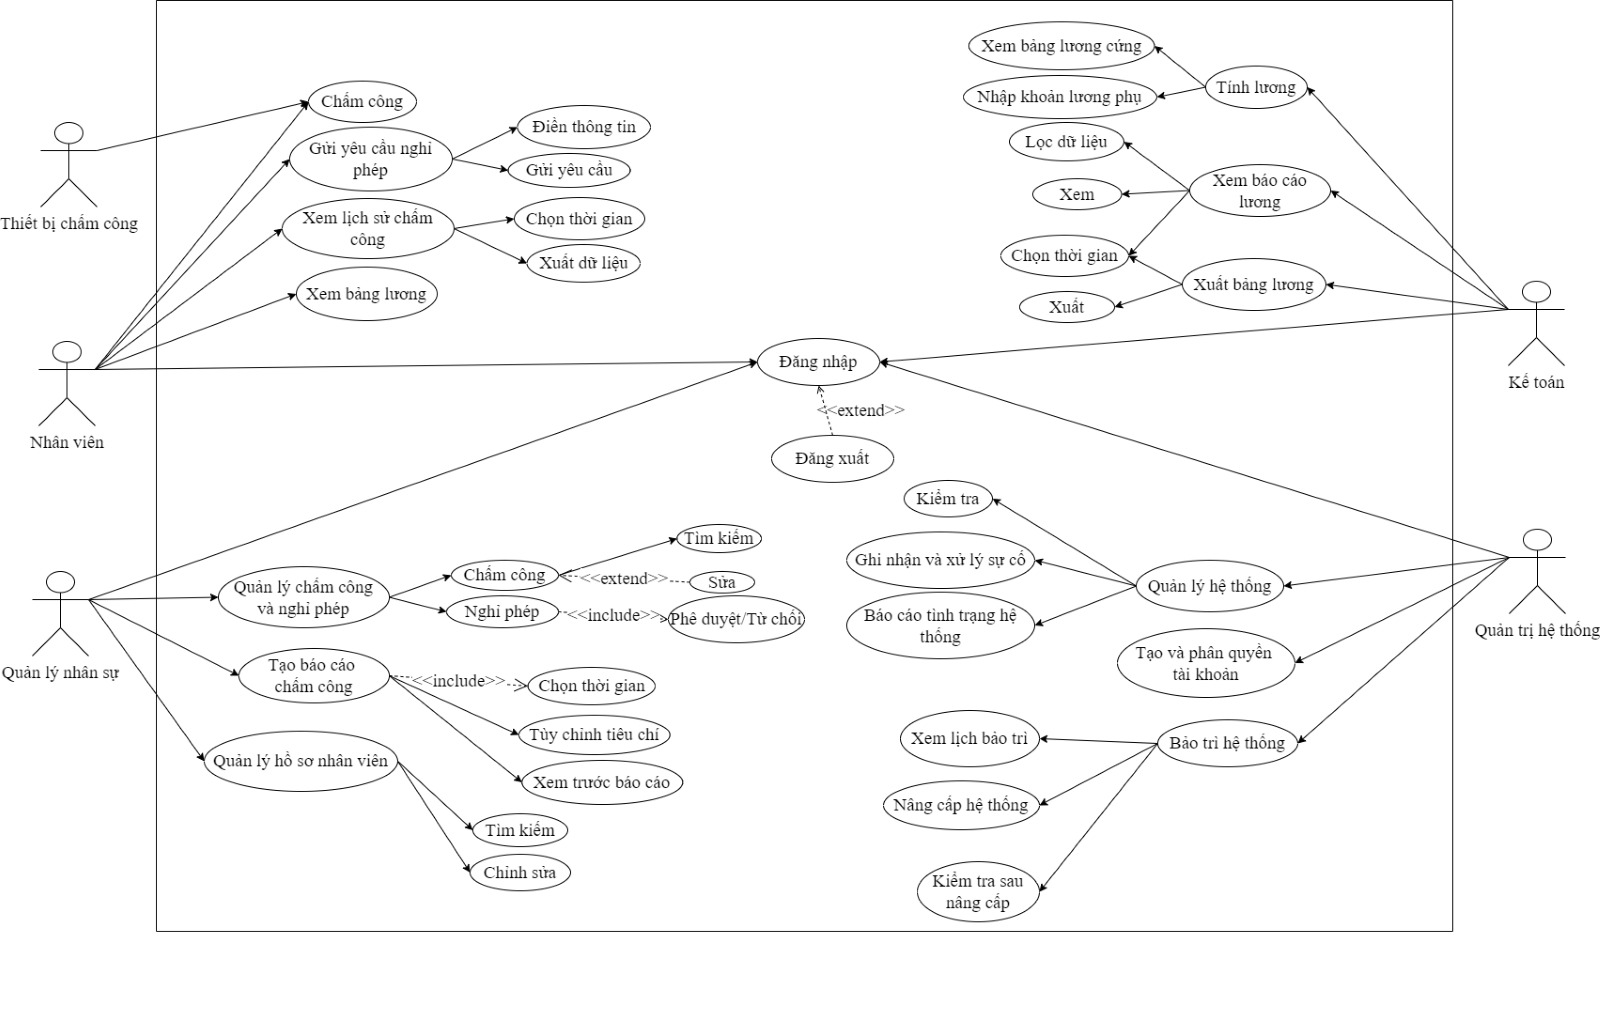 Xem bảng lương cứng
Tính lương
Nhập khoản lương phụ
Chấm công
Điền thông tin
Gửi yêu cầu nghỉ
phép
Gửi yêu cầu
Lọc dữ liệu
Xem báo cáo
lương
Xem
Thiết bị chấm công
Xem lịch sử chấm
công
Chọn thời gian
Xuất dữ liệu
Chọn thời gian
Xuất bảng lương
Xuất
Xem bảng lương
Đăng nhập
Kế toán
Nhân viên
<<extend>>
Đăng xuất
Kiểm tra
Tìm kiếm
Ghi nhận và xử lý sự cố
Chấm công
<<extend>>
Sửa
Quản lý chấm công
và nghỉ phép
Quản lý hệ thống
Nghỉ phép
<<include>>
Phê duyệt/Từ chối
Báo cáo tình trạng hệ
thống
Quản trị hệ thống
Quản lý nhân sự
Tạo báo cáo
chấm công
<<include>>
Chọn thời gian
Tạo và phân quyền
tài khoản
Tùy chỉnh tiêu chí
Xem lịch bảo trì
Bảo trì hệ thống
Quản lý hồ sơ nhân viên
Xem trước báo cáo
Nâng cấp hệ thống
Tìm kiếm
Chỉnh sửa
Kiểm tra sau
nâng cấp